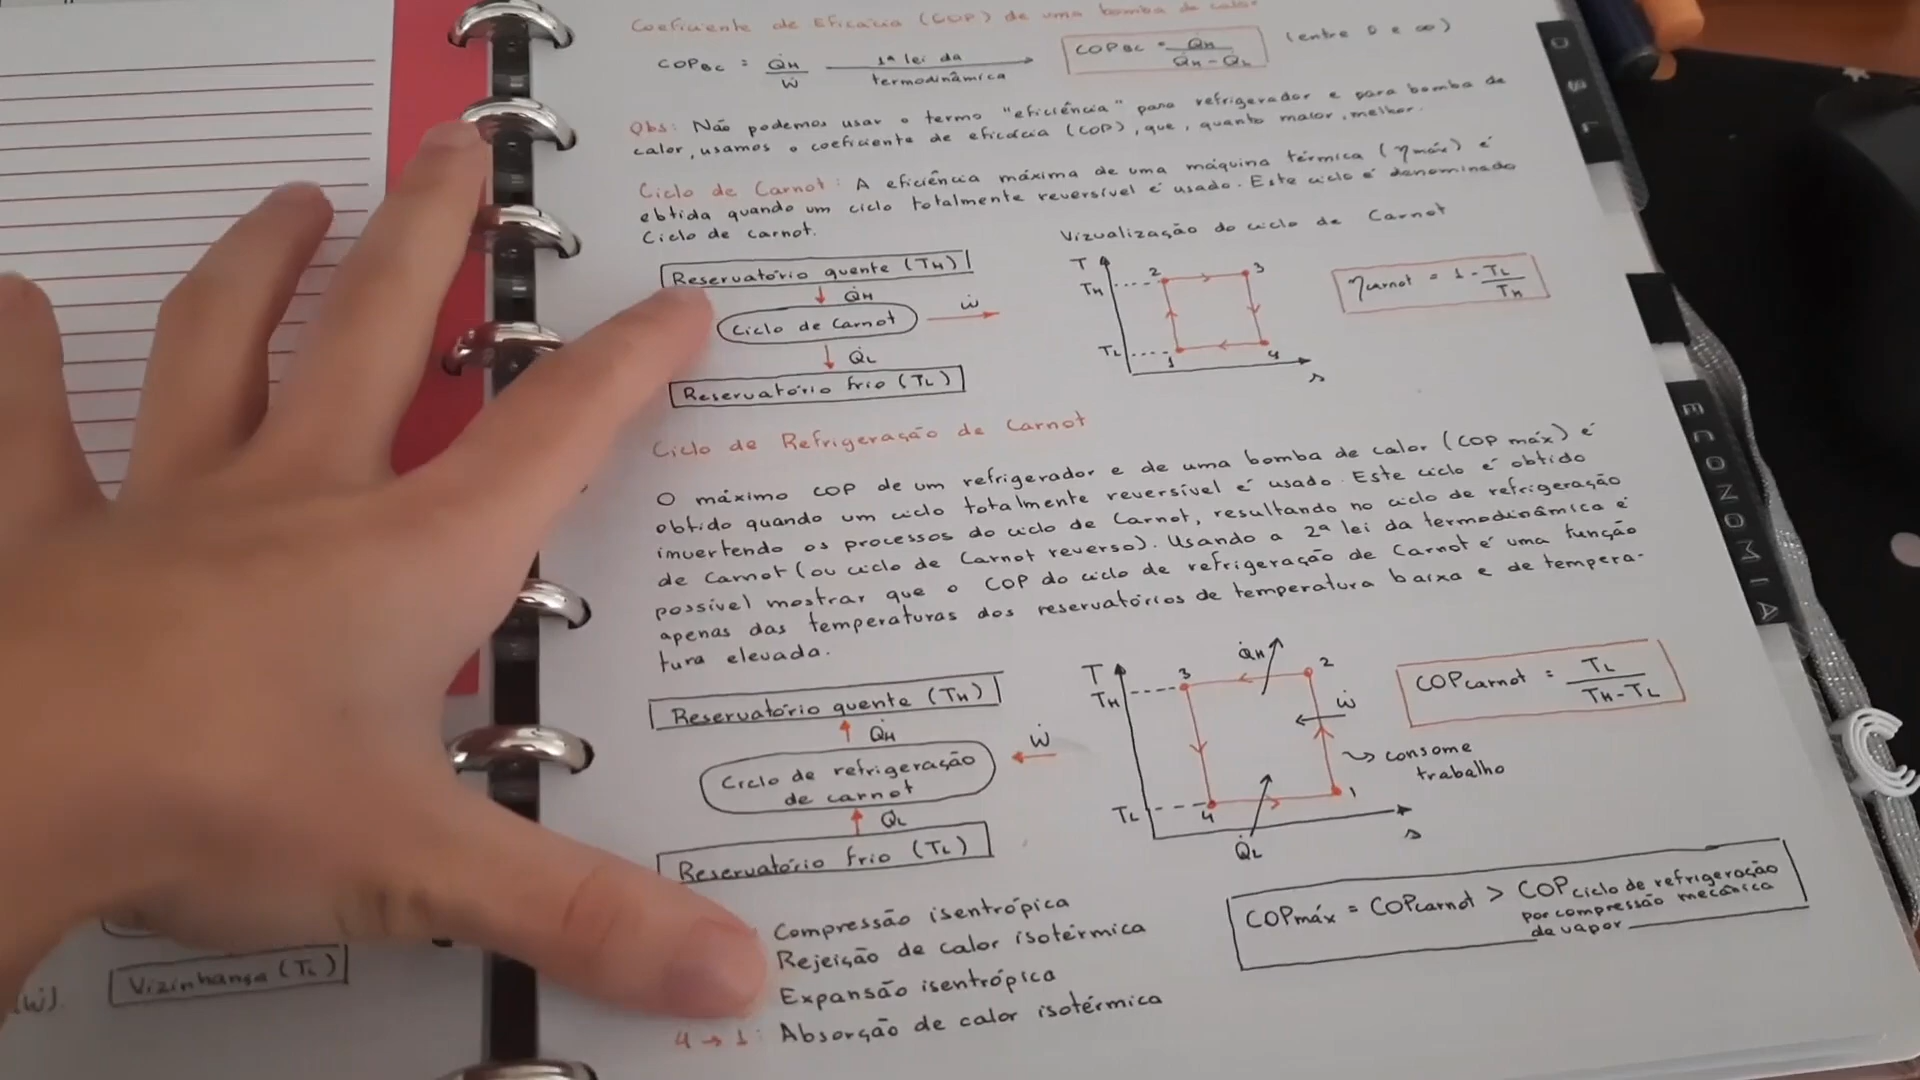 Coeficiente de Eficácia (COP) de uma bomba de calor
COPBC = Q̇H / Ẇ 1ª lei da termodinâmica COPBC = Q̇H / Q̇H - Q̇L (entre 0 e ∞)
Obs: Não podemos usar o termo "eficiência" para refrigerador e para bomba de
calor, usamos o coeficiente de eficácia (COP), que, quanto maior, melhor.
Ciclo de Carnot: A eficiência máxima de uma máquina térmica (ηmáx) é
obtida quando um ciclo totalmente reversível é usado. Este ciclo é denominado
Ciclo de carnot.
Vizualização do ciclo de Carnot
Reservatório quente (TH)
Q̇H
Ciclo de Carnot
Ẇ
Q̇L
Reservatório frio (TL)
T
TH
2
3
TL
1
4
s
ηcarnot = 1 - TL / TH
Ciclo de Refrigeração de Carnot
O máximo COP de um refrigerador e de uma bomba de calor (COP máx) é
obtido quando um ciclo totalmente reversível é usado. Este ciclo é obtido
invertendo os processos do ciclo de Carnot, resultando no ciclo de refrigeração
de Carnot (ou ciclo de Carnot reverso). Usando a 2ª lei da termodinâmica é
possível mostrar que o COP do ciclo de refrigeração de Carnot é uma função
apenas das temperaturas dos reservatórios de temperatura baixa e de tempera-
tura elevada.
Reservatório quente (TH)
Q̇H
Ciclo de refrigeração
de carnot
Ẇ
Q̇L
Reservatório frio (TL)
T
TH
3
Q̇H
2
Ẇ
consome
trabalho
TL
4
1
Q̇L
s
COPcarnot = TL / TH - TL
Compressão isentrópica
Rejeição de calor isotérmica
Expansão isentrópica
4 → 1: Absorção de calor isotérmica
COPmáx = COPcarnot > COPciclo de refrigeração
por compressão mecânica
de vapor
(Ẇ).
Vizinhança (TL)
ECONOMIA